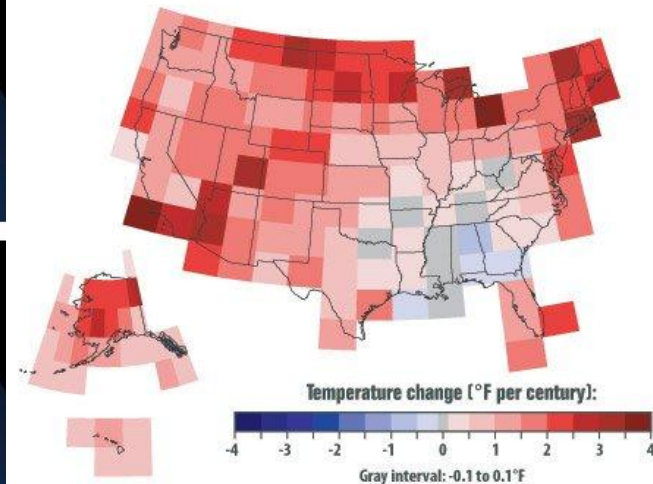 Temperature change (°F per century):
-4 -3 -2 -1 0 1 2 3 4
Gray interval: -0.1 to 0.1°F